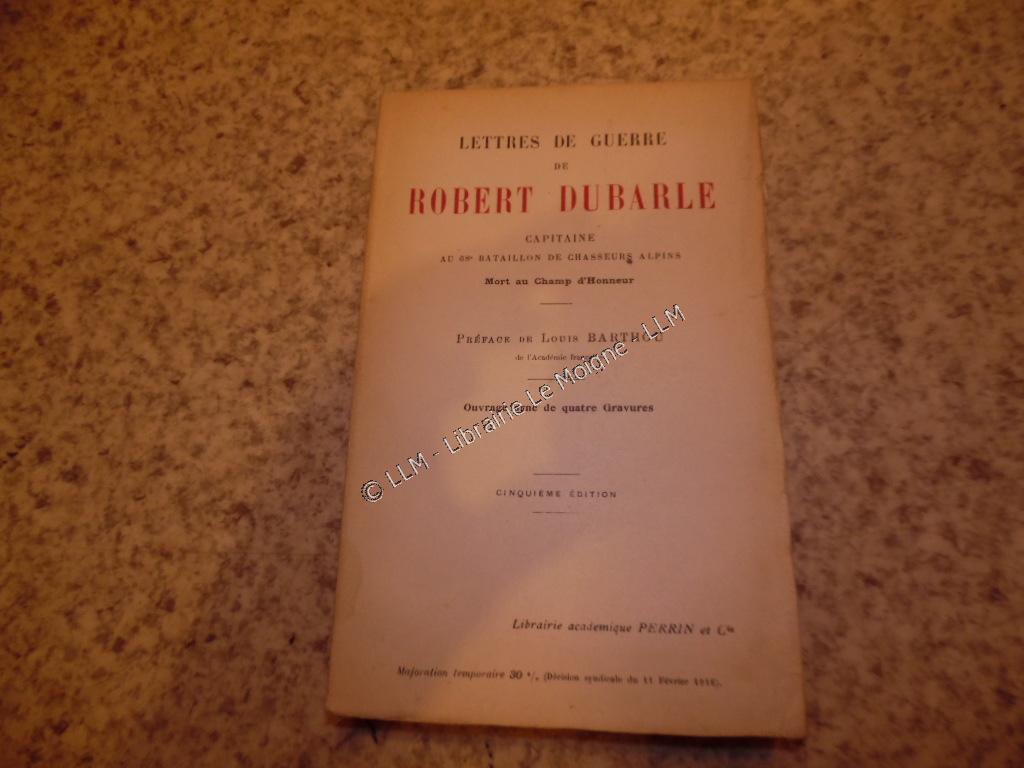 LETTRES DE GUERRE
DE
ROBERT DUBARLE
CAPITAINE
AU 68e BATAILLON DE CHASSEURS ALPINS
Mort au Champ d'Honneur
PRÉFACE DE LOUIS BARTHOU
de l'Académie française
Ouvrage orné de quatre Gravures
© LLM - Librairie Le Moigne - LLM
CINQUIÈME ÉDITION
Librairie académique PERRIN et Cie
Majoration temporaire 30 % (Décision syndicale du 11 Février 1918).